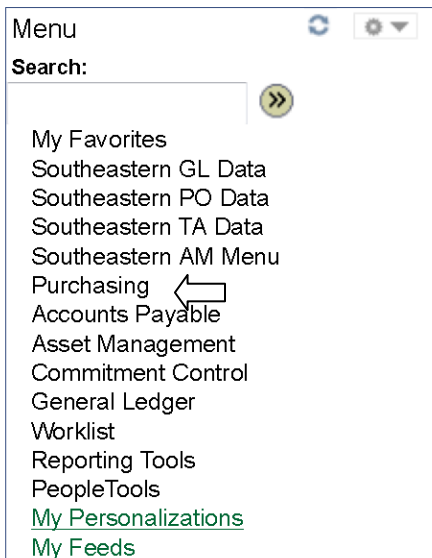 Menu
Search:
My Favorites
Southeastern GL Data
Southeastern PO Data
Southeastern TA Data
Southeastern AM Menu
Purchasing
Accounts Payable
Asset Management
Commitment Control
General Ledger
Worklist
Reporting Tools
PeopleTools
My Personalizations
My Feeds